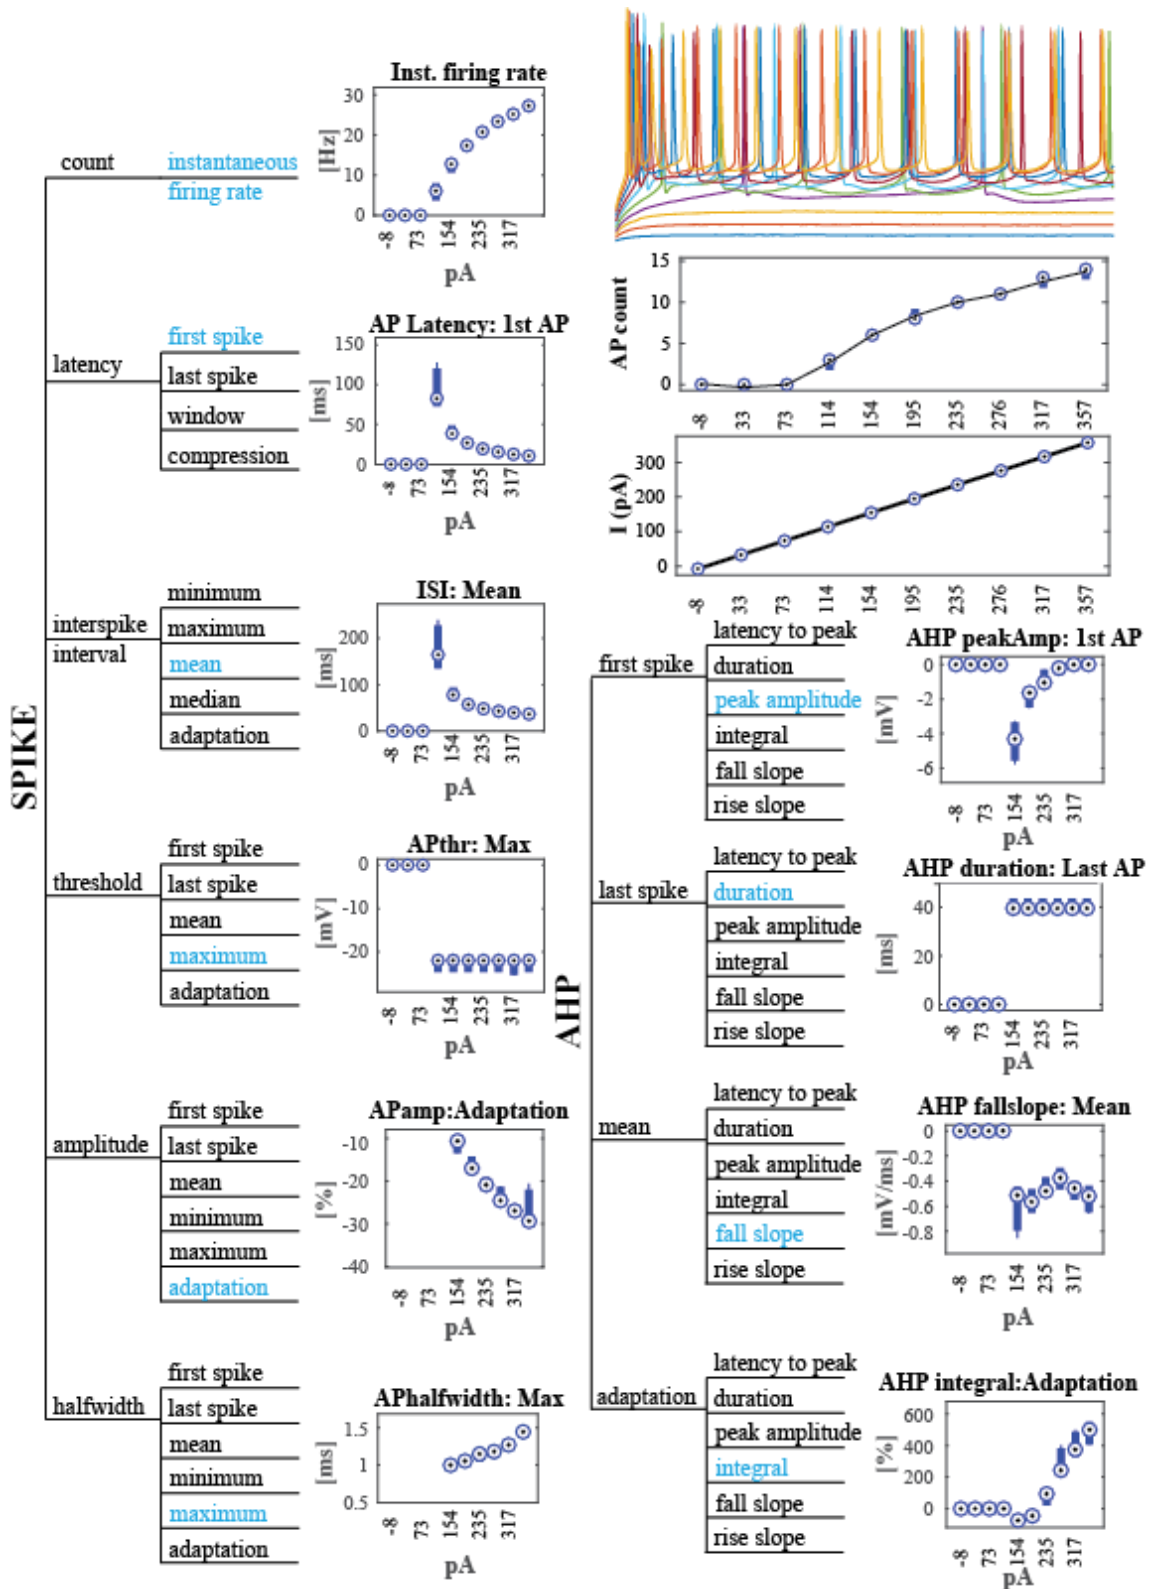 SPIKE
count
instantaneous
firing rate
Inst. firing rate
[Hz]
30
20
10
0
-8
73
154
235
317
pA
latency
first spike
last spike
window
compression
AP Latency: 1st AP
[ms]
150
100
50
0
-8
73
154
235
317
pA
interspike
interval
minimum
maximum
mean
median
adaptation
ISI: Mean
[ms]
200
100
0
-8
73
154
235
317
pA
threshold
first spike
last spike
mean
maximum
adaptation
APthr: Max
[mV]
0
-10
-20
-8
73
154
235
317
pA
amplitude
first spike
last spike
mean
minimum
maximum
adaptation
APamp:Adaptation
[%]
-10
-20
-30
-40
-8
73
154
235
317
pA
halfwidth
first spike
last spike
mean
minimum
maximum
adaptation
APhalfwidth: Max
[ms]
1.5
1
0.5
-8
73
154
235
317
pA
AP count
15
10
5
0
-8
33
73
114
154
195
235
276
317
357
I (pA)
300
200
100
0
-8
33
73
114
154
195
235
276
317
357
AHP
first spike
latency to peak
duration
peak amplitude
integral
fall slope
rise slope
AHP peakAmp: 1st AP
[mV]
0
-2
-4
-6
-8
73
154
235
317
pA
last spike
latency to peak
duration
peak amplitude
integral
fall slope
rise slope
AHP duration: Last AP
[ms]
40
20
0
-8
73
154
235
317
pA
mean
latency to peak
duration
peak amplitude
integral
fall slope
rise slope
AHP fallslope: Mean
[mV/ms]
0
-0.2
-0.4
-0.6
-0.8
-8
73
154
235
317
pA
adaptation
latency to peak
duration
peak amplitude
integral
fall slope
rise slope
AHP integral:Adaptation
[%]
600
400
200
0
-8
73
154
235
317
pA